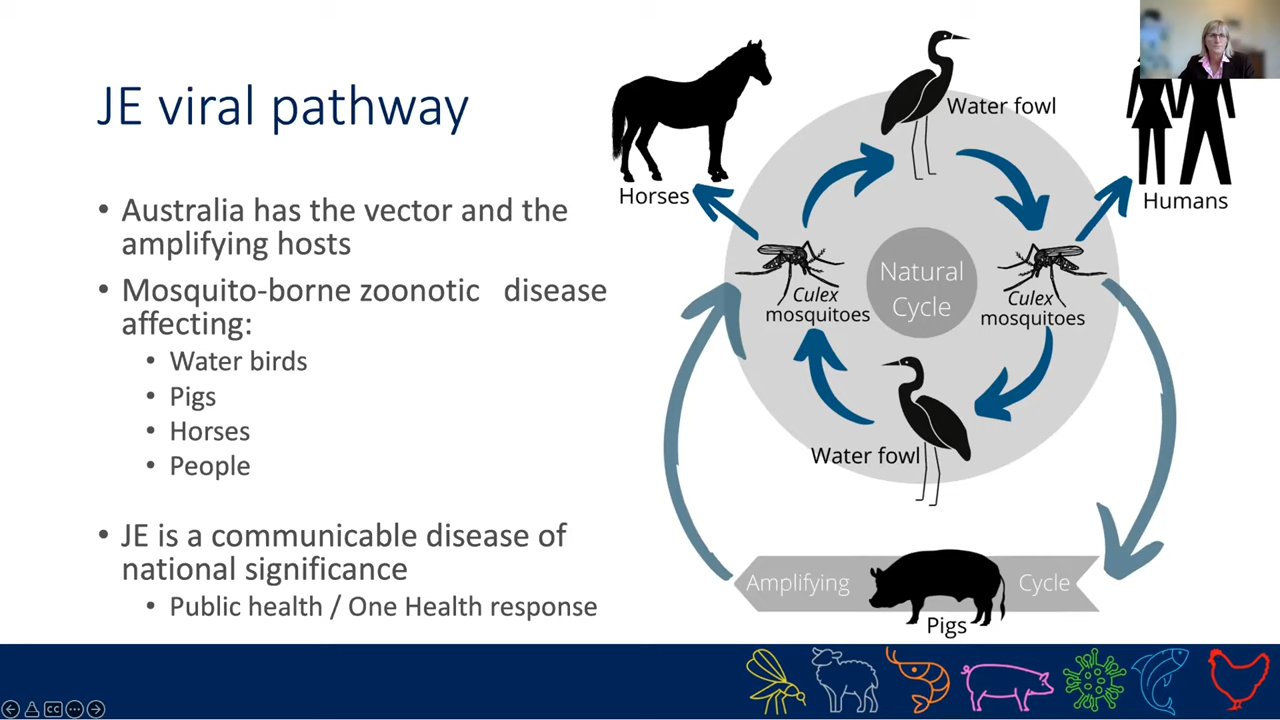 JE viral pathway
• Australia has the vector and the
amplifying hosts
• Mosquito-borne zoonotic disease
affecting:
• Water birds
• Pigs
• Horses
• People
• JE is a communicable disease of
national significance
• Public health / One Health response
Water fowl
Horses
Humans
Natural
Cycle
Culex
mosquitoes
Culex
mosquitoes
Water fowl
Amplifying
Cycle
Pigs
CC